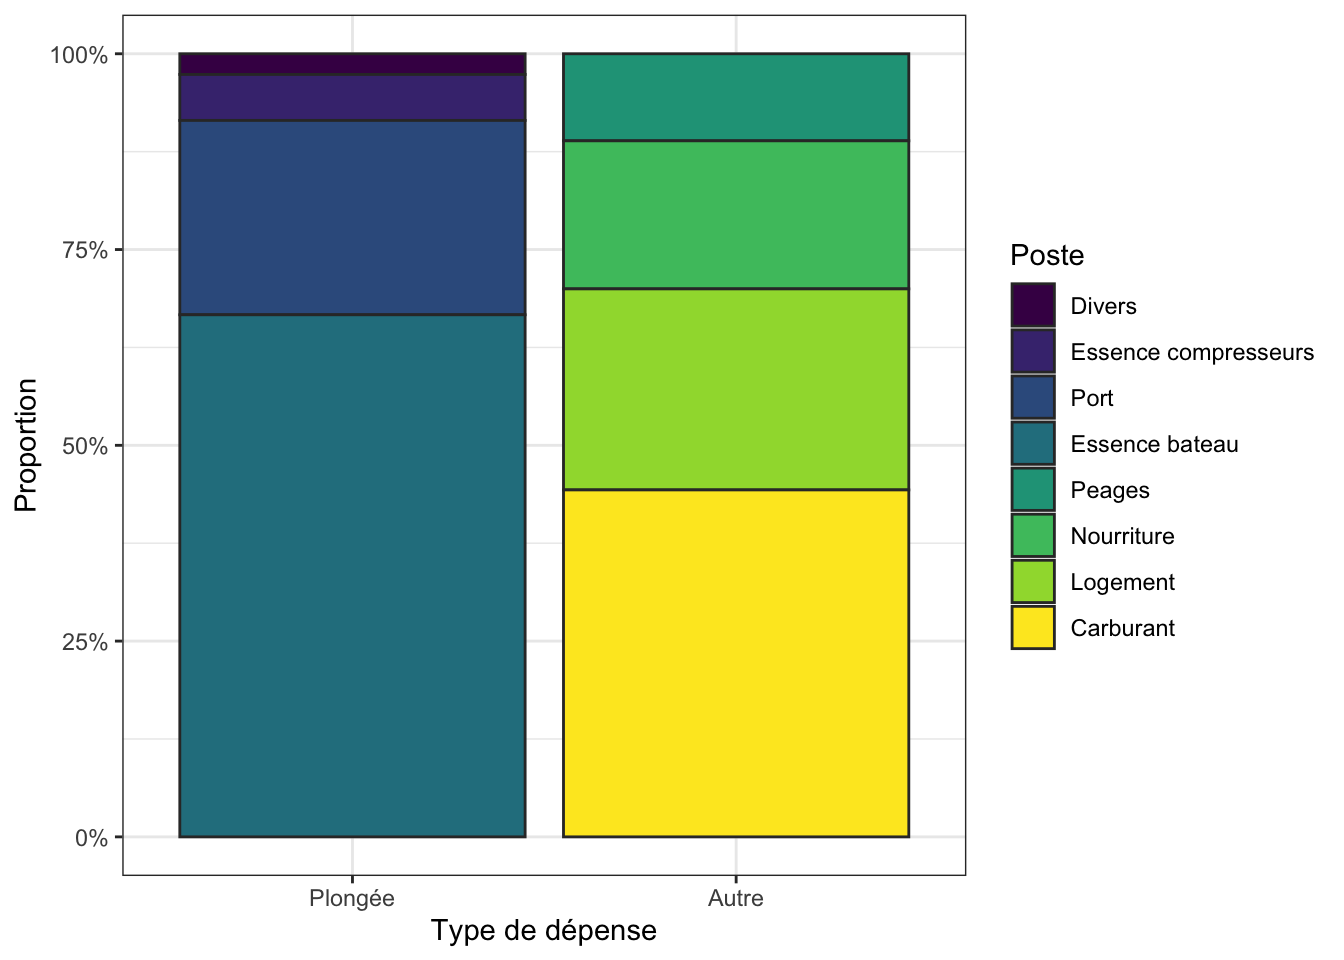 Proportion
100%
75%
50%
25%
0%
Plongée
Autre
Type de dépense
Poste
Divers
Essence compresseurs
Port
Essence bateau
Peages
Nourriture
Logement
Carburant